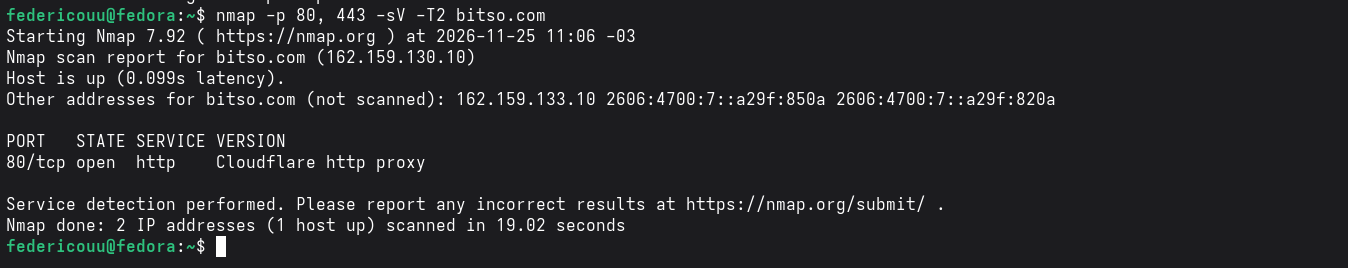 federicouu@fedora:~$ nmap -p 80, 443 -sV -T2 bitso.com
Starting Nmap 7.92 ( https://nmap.org ) at 2026-11-25 11:06 -03
Nmap scan report for bitso.com (162.159.130.10)
Host is up (0.099s latency).
Other addresses for bitso.com (not scanned): 162.159.133.10 2606:4700:7::a29f:850a 2606:4700:7::a29f:820a
PORT   STATE SERVICE VERSION
80/tcp open  http    Cloudflare http proxy
Service detection performed. Please report any incorrect results at https://nmap.org/submit/ .
Nmap done: 2 IP addresses (1 host up) scanned in 19.02 seconds
federicouu@fedora:~$